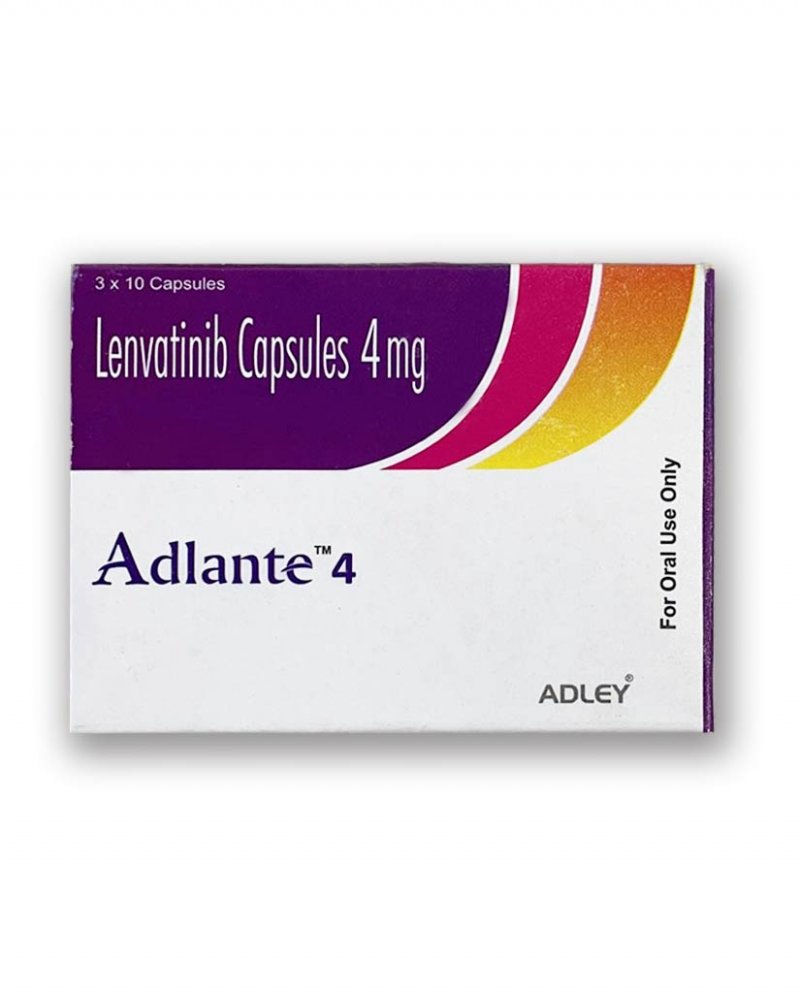 3 x 10 Capsules
Lenvatinib Capsules 4 mg
Adlante™ 4
For Oral Use Only
ADLEY®